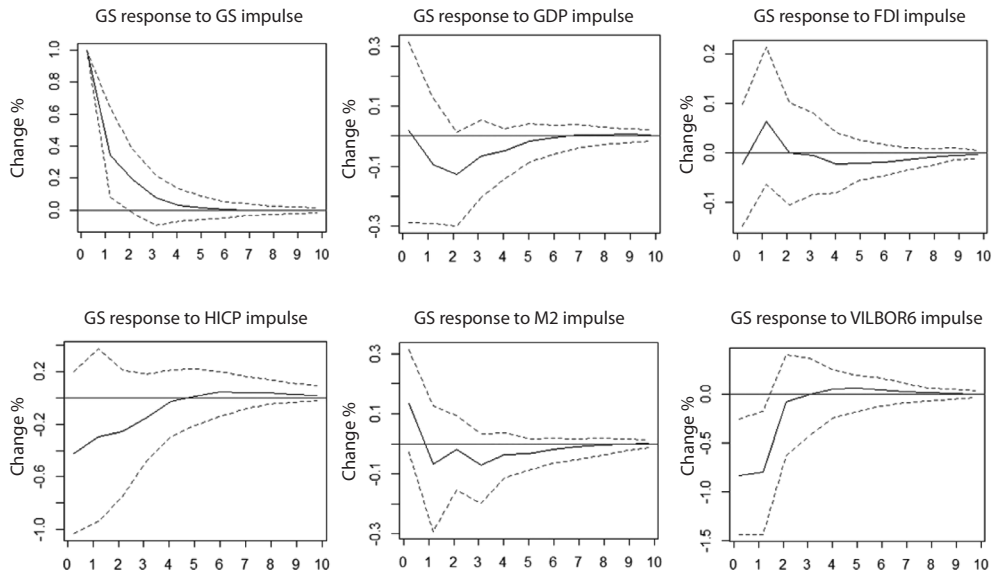 GS response to GS impulse
Change %
1.0
0.8
0.6
0.4
0.2
0.0
0 1 2 3 4 5 6 7 8 9 10
GS response to GDP impulse
Change %
0.3
0.1
-0.1
-0.3
0 1 2 3 4 5 6 7 8 9 10
GS response to FDI impulse
Change %
0.2
0.1
0.0
-0.1
0 1 2 3 4 5 6 7 8 9 10
GS response to HICP impulse
Change %
0.2
-0.2
-0.6
-1.0
0 1 2 3 4 5 6 7 8 9 10
GS response to M2 impulse
Change %
0.3
0.1
-0.1
-0.3
0 1 2 3 4 5 6 7 8 9 10
GS response to VILBOR6 impulse
Change %
0.0
-0.5
-1.0
-1.5
0 1 2 3 4 5 6 7 8 9 10